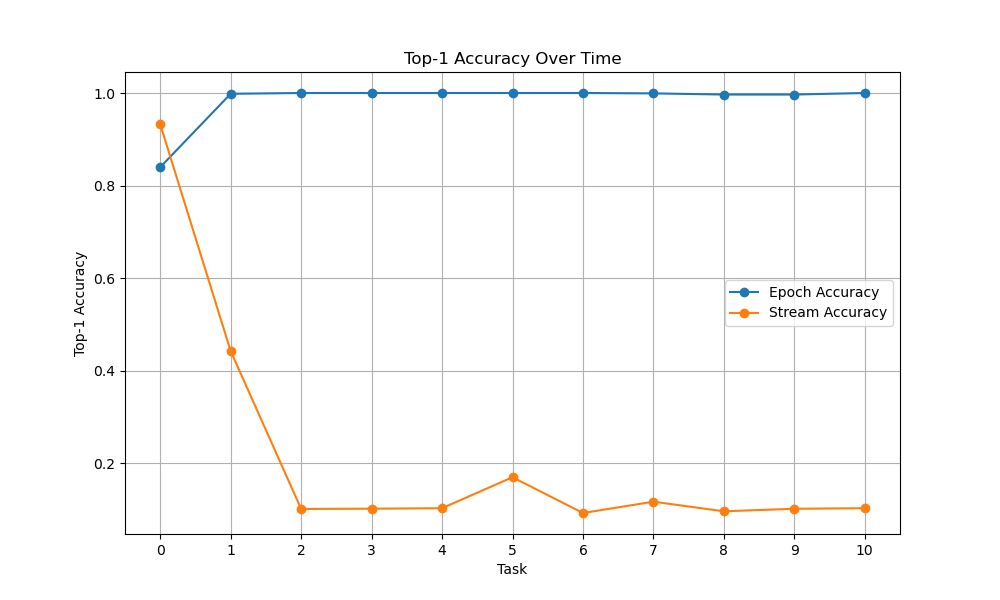 Top-1 Accuracy Over Time
Top-1 Accuracy
1.0
0.8
0.6
0.4
0.2
Epoch Accuracy
Stream Accuracy
0 1 2 3 4 5 6 7 8 9 10
Task